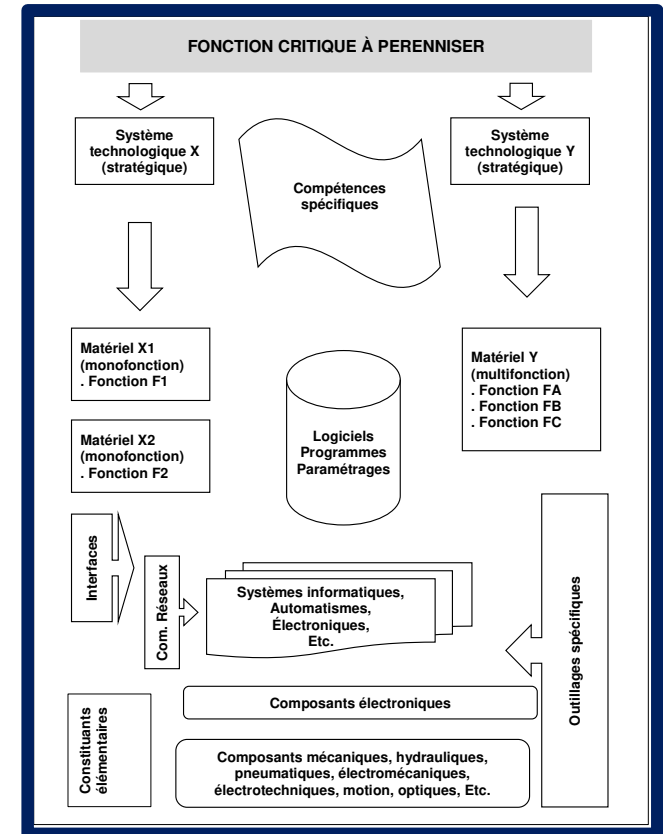 FONCTION CRITIQUE À PERENNISER
Système
technologique X
(stratégique)
Compétences
spécifiques
Système
technologique Y
(stratégique)
Matériel X1
(monofonction)
. Fonction F1
Matériel X2
(monofonction)
. Fonction F2
Logiciels
Programmes
Paramétrages
Matériel Y
(multifonction)
. Fonction FA
. Fonction FB
. Fonction FC
Interfaces
Com. Réseaux
Systèmes informatiques,
Automatismes,
Électroniques,
Etc.
Outillages spécifiques
Constituants
élémentaires
Composants électroniques
Composants mécaniques, hydrauliques,
pneumatiques, électromécaniques,
électrotechniques, motion, optiques, Etc.